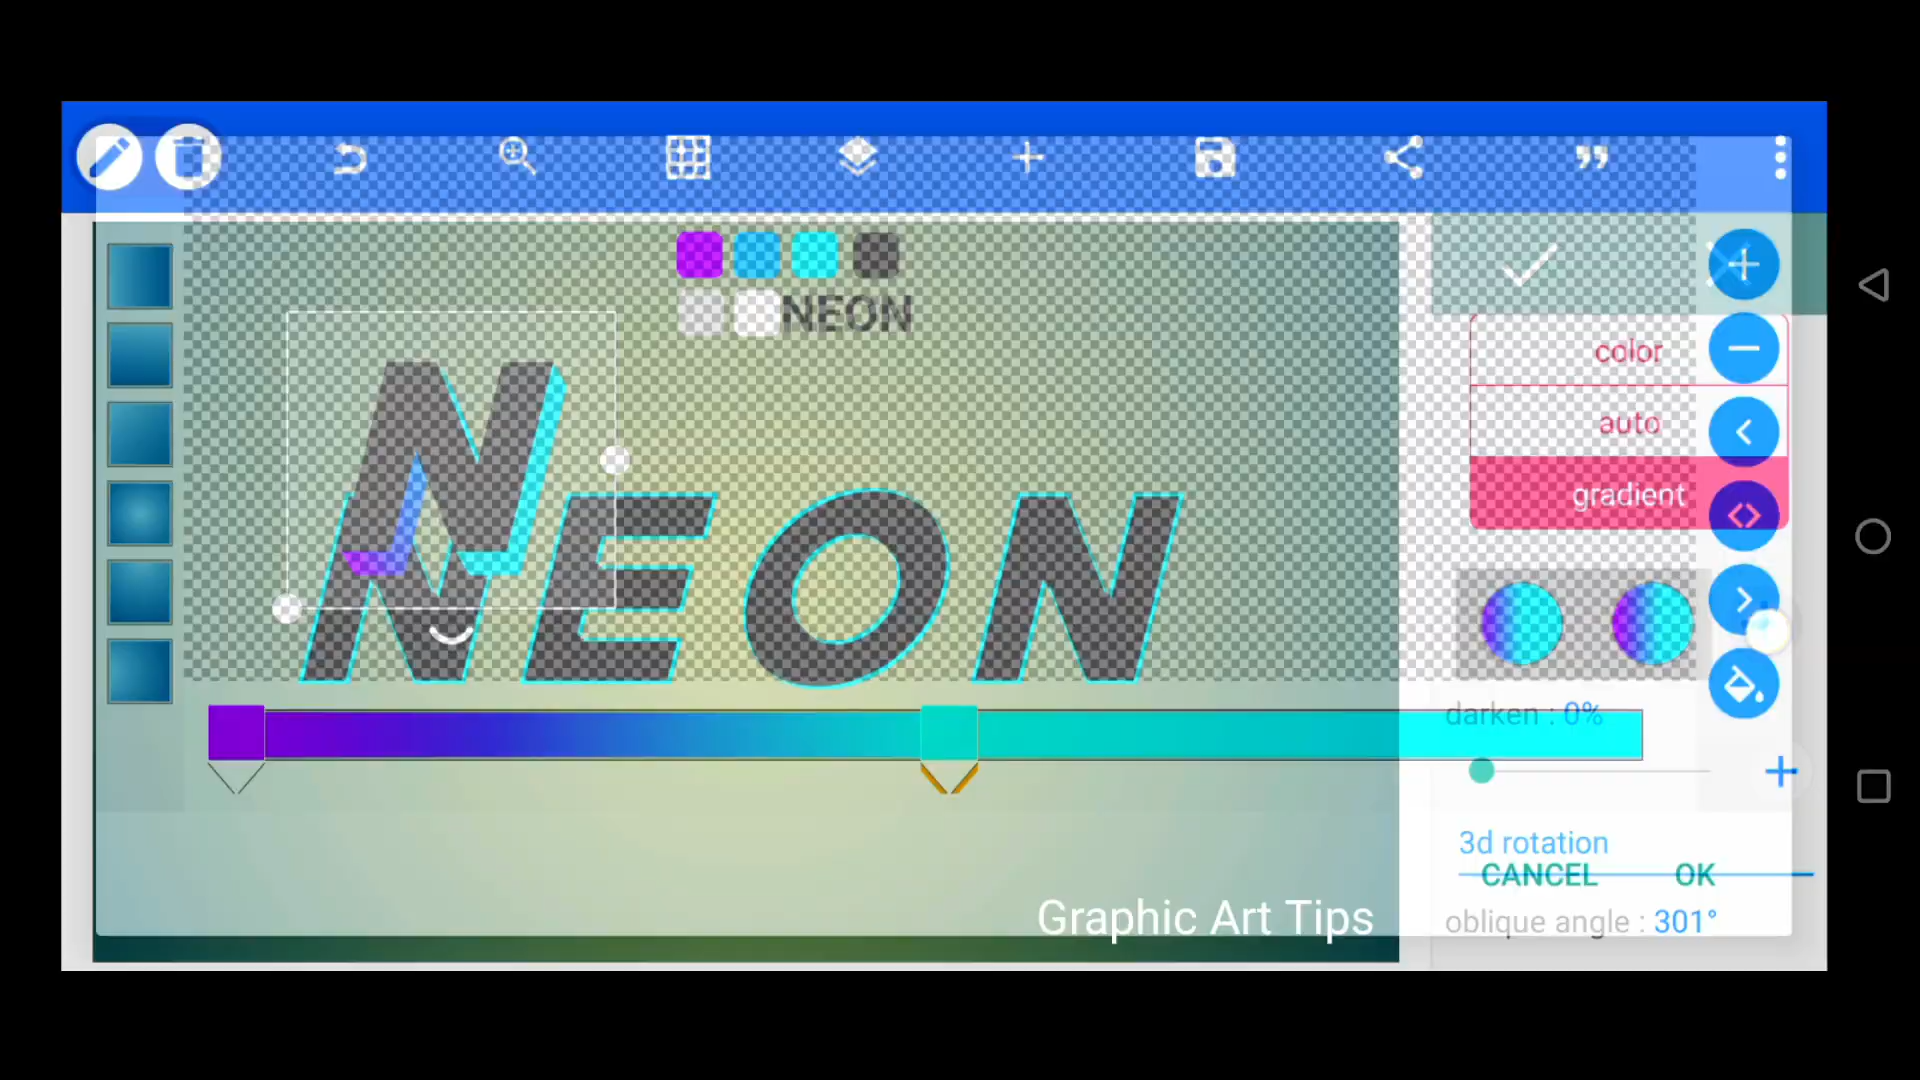 NEON
color
auto
gradient
N
NEON
darken : 0%
3d rotation
CANCEL OK
oblique angle : 301°
Graphic Art Tips